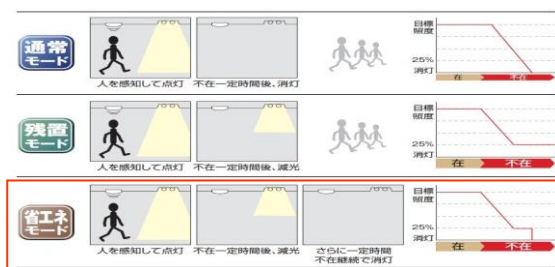 通常
モード
人を感知して点灯 不在一定時間後、消灯
目標
照度
25%
消灯
在 不在
残置
モード
人を感知して点灯 不在一定時間後、減光
目標
照度
25%
消灯
在 不在
省エネ
モード
人を感知して点灯 不在一定時間後、減光 さらに一定時間
不在継続で消灯
目標
照度
25%
消灯
在 不在